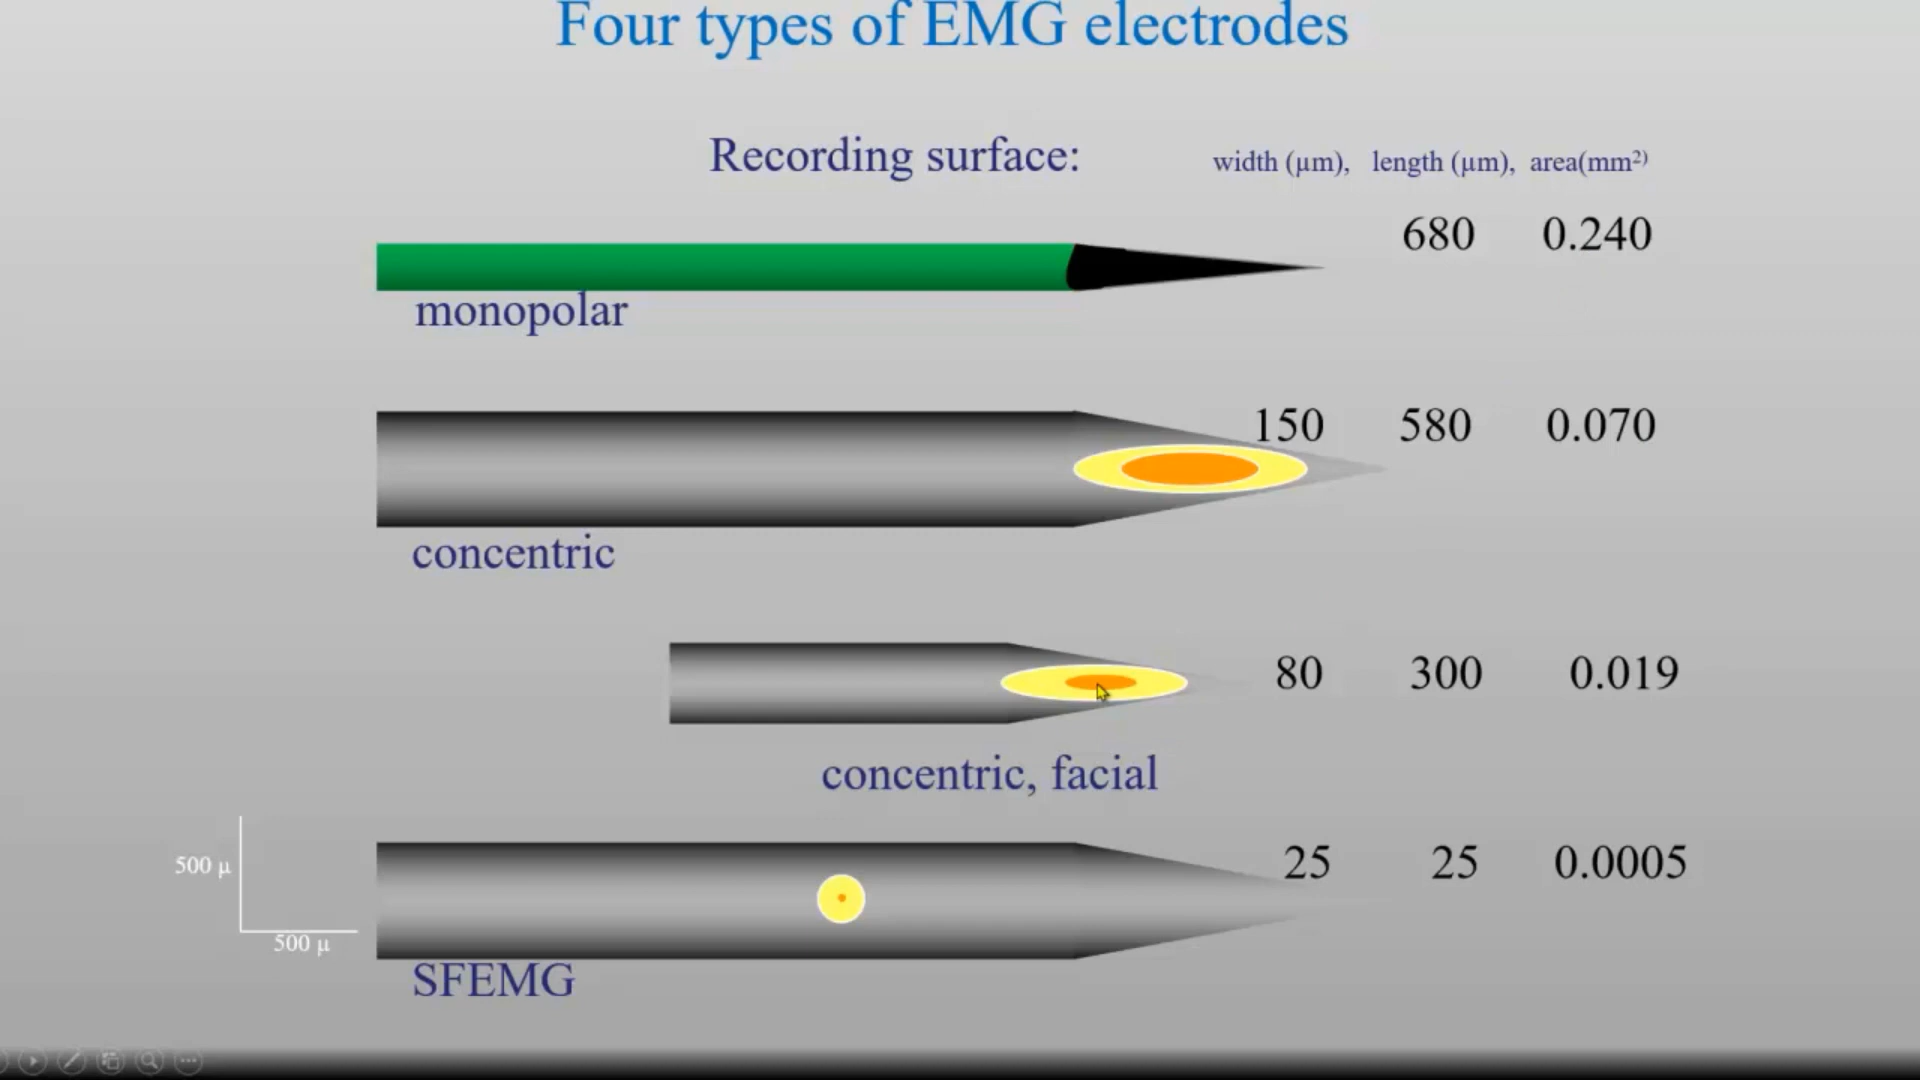 Four types of EMG electrodes
Recording surface: width (µm), length (µm), area(mm²)
680 0.240
monopolar
150 580 0.070
concentric
80 300 0.019
concentric, facial
25 25 0.0005
500 µ
500 µ
SFEMG